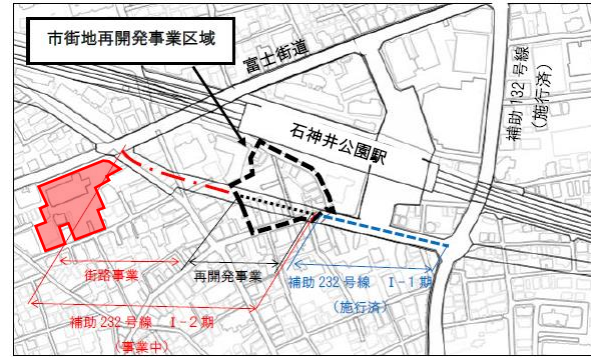 市街地再開発事業区域
富士街道
石神井公園駅
補助132号線
(施行済)
街路事業
再開発事業
補助232号線 Ⅰ-1期
(施行済)
補助232号線 Ⅰ-2期
(事業中)